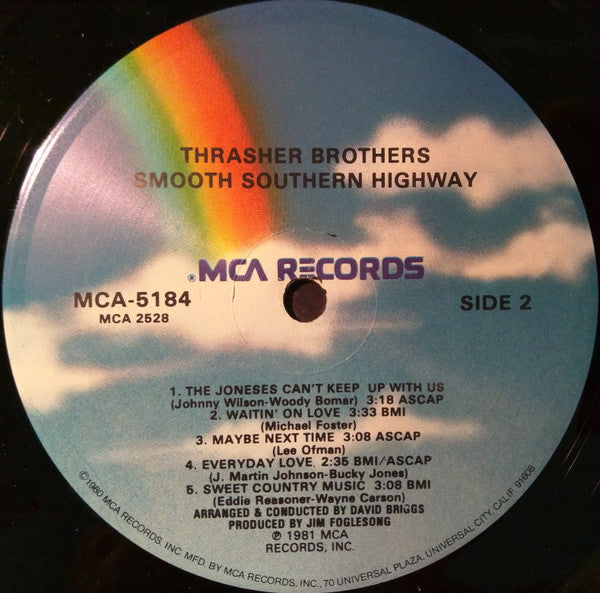 THRASHER BROTHERS
SMOOTH SOUTHERN HIGHWAY
® MCA RECORDS
MCA-5184
MCA 2528
SIDE 2
1. THE JONESES CAN'T KEEP UP WITH US
(Johnny Wilson-Woody Bomar) 3:18 ASCAP
2. WAITIN' ON LOVE 3:33 BMI
(Michael Foster)
3. MAYBE NEXT TIME 3:08 ASCAP
(Lee Ofman)
4. EVERYDAY LOVE 2:35 BMI/ASCAP
(J. Martin Johnson-Bucky Jones)
5. SWEET COUNTRY MUSIC 3:08 BMI
(Eddie Reasoner-Wayne Carson)
ARRANGED & CONDUCTED BY DAVID BRIGGS
PRODUCED BY JIM FOGLESONG
℗ 1981 MCA
RECORDS, INC.
©1980 MCA RECORDS, INC. MFD. BY MCA RECORDS, INC., 70 UNIVERSAL PLAZA, UNIVERSAL CITY, CALIF. 91608